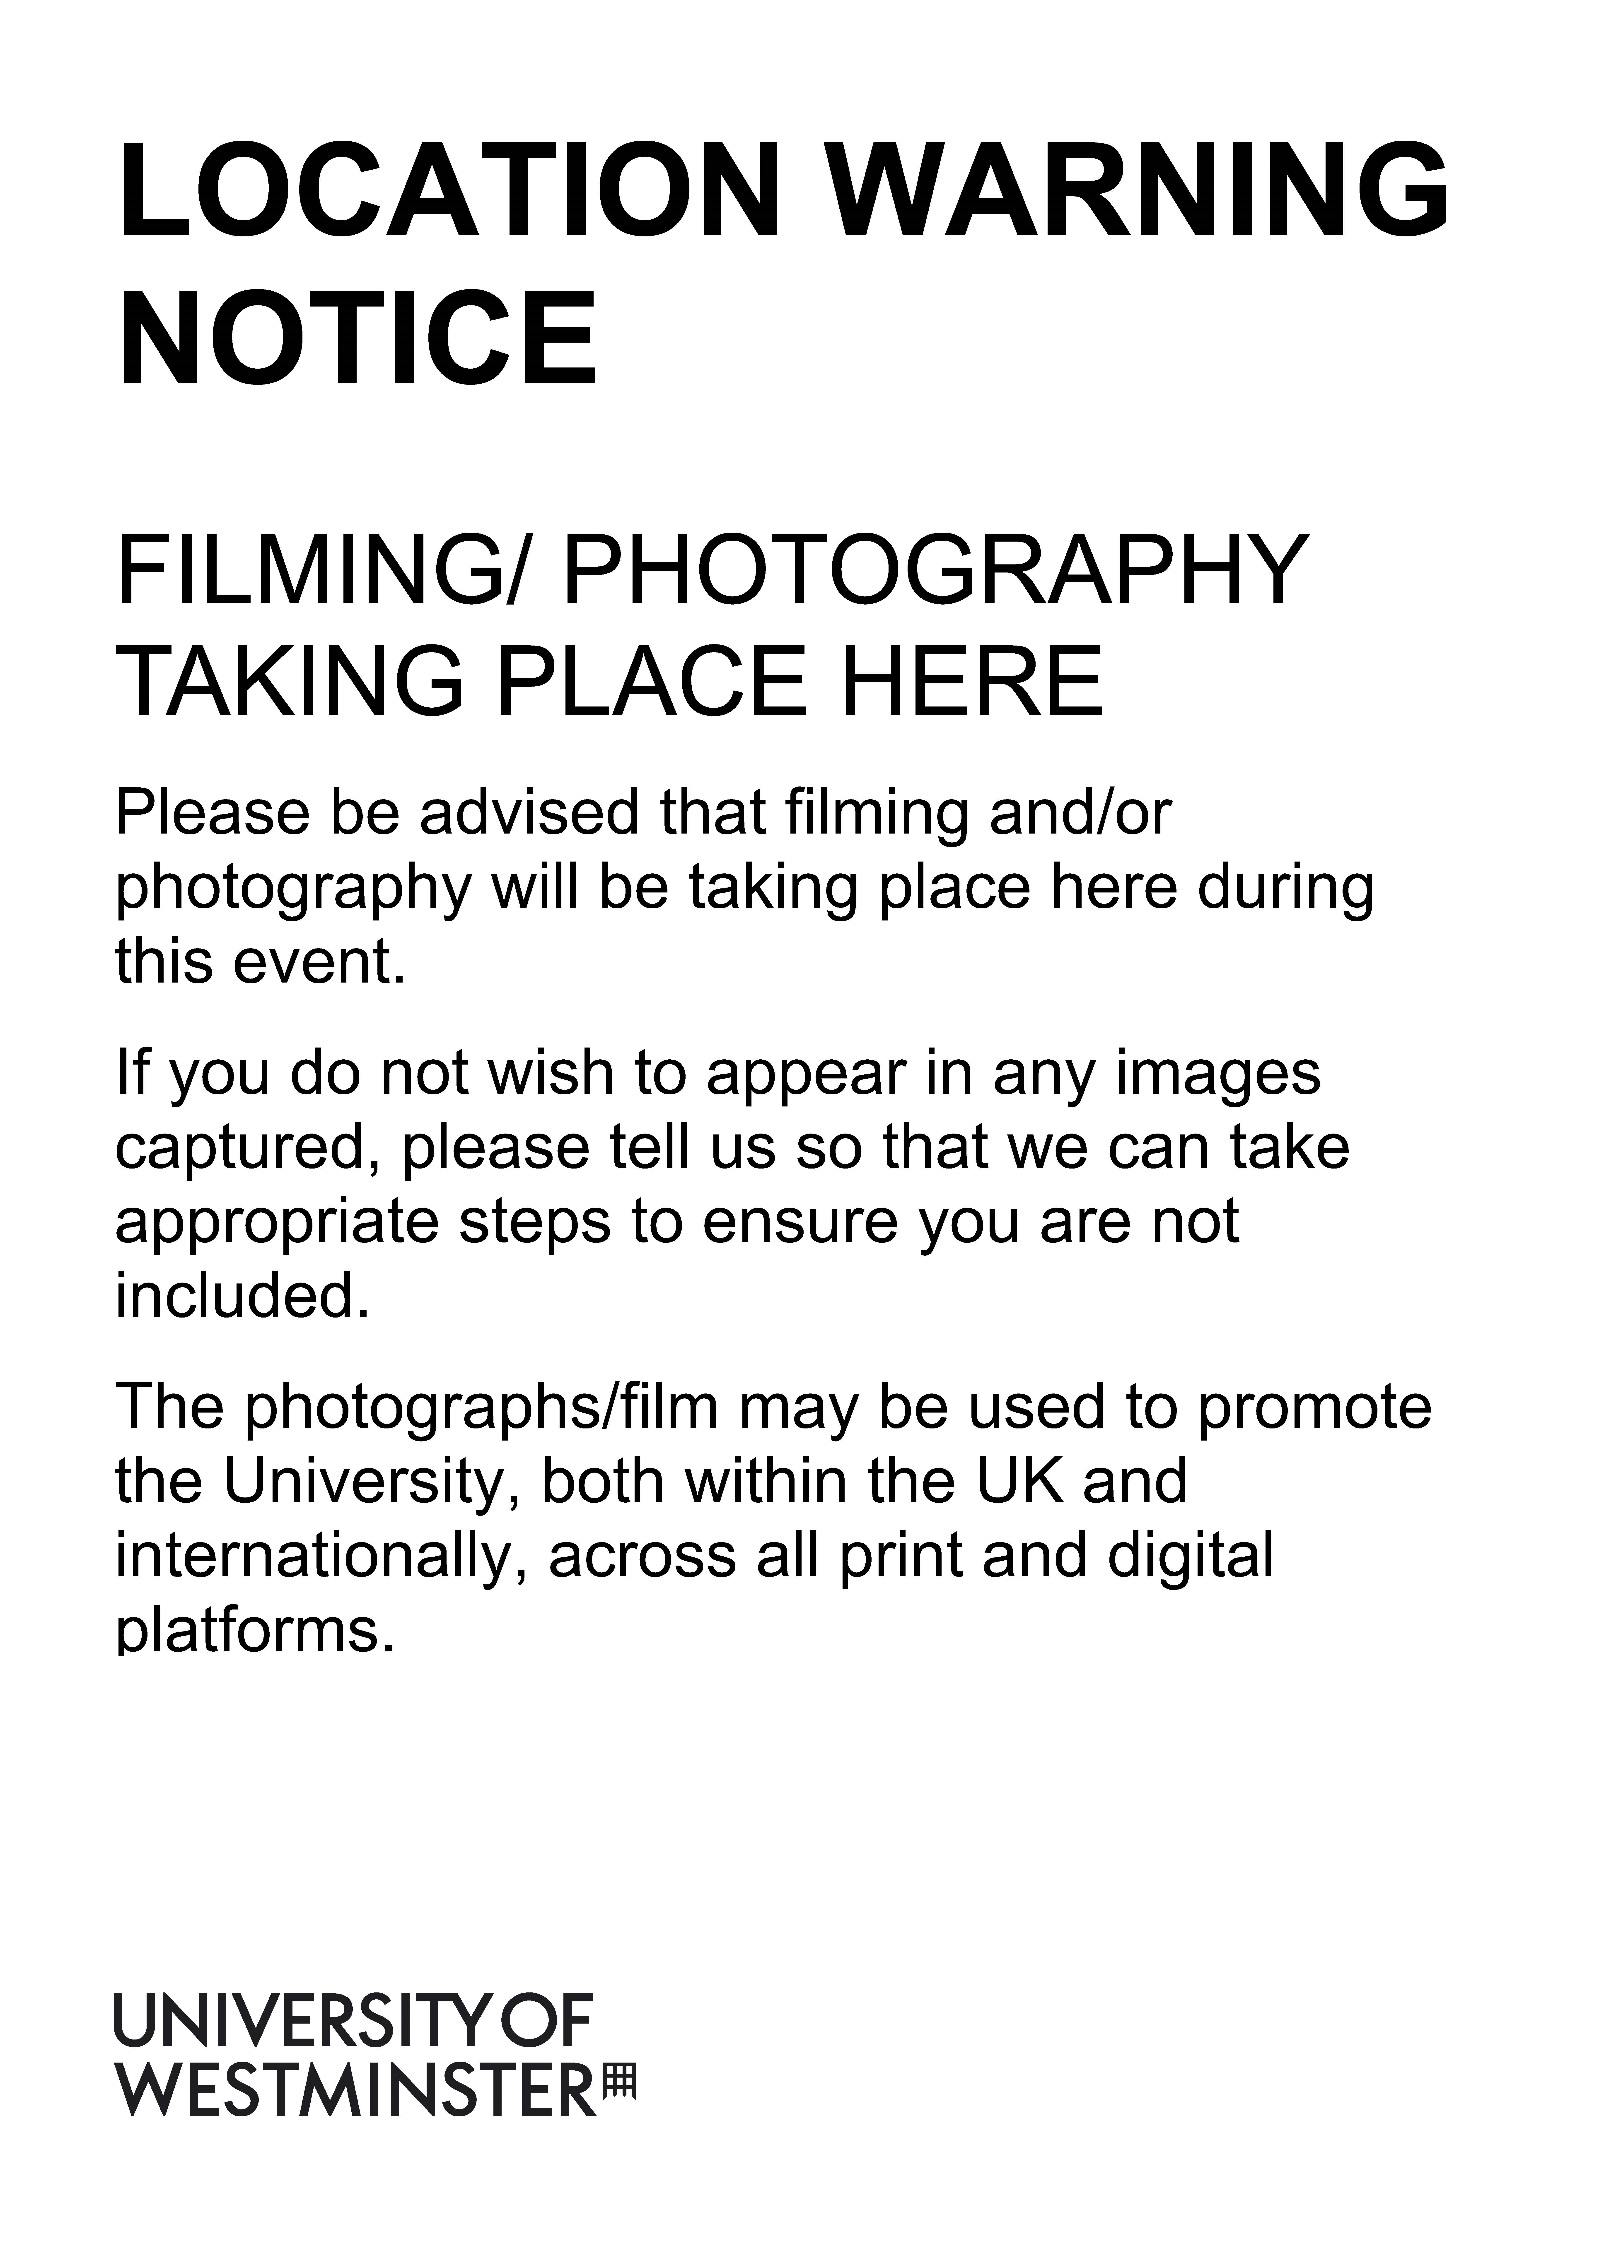 LOCATION WARNING
NOTICE
FILMING/ PHOTOGRAPHY
TAKING PLACE HERE
Please be advised that filming and/or
photography will be taking place here during
this event.
If you do not wish to appear in any images
captured, please tell us so that we can take
appropriate steps to ensure you are not
included.
The photographs/film may be used to promote
the University, both within the UK and
internationally, across all print and digital
platforms.
UNIVERSITY OF
WESTMINSTER